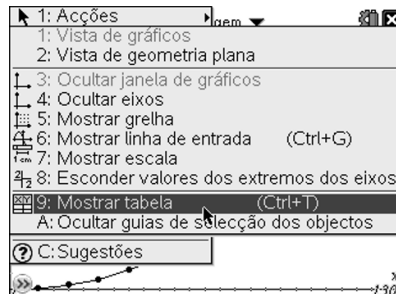 1: Acções
1: Vista de gráficos
2: Vista de geometria plana
3: Ocultar janela de gráficos
4: Ocultar eixos
5: Mostrar grelha
6: Mostrar linha de entrada (Ctrl+G)
7: Mostrar escala
8: Esconder valores dos extremos dos eixos
9: Mostrar tabela (Ctrl+T)
A: Ocultar guias de selecção dos objectos
C: Sugestões
x